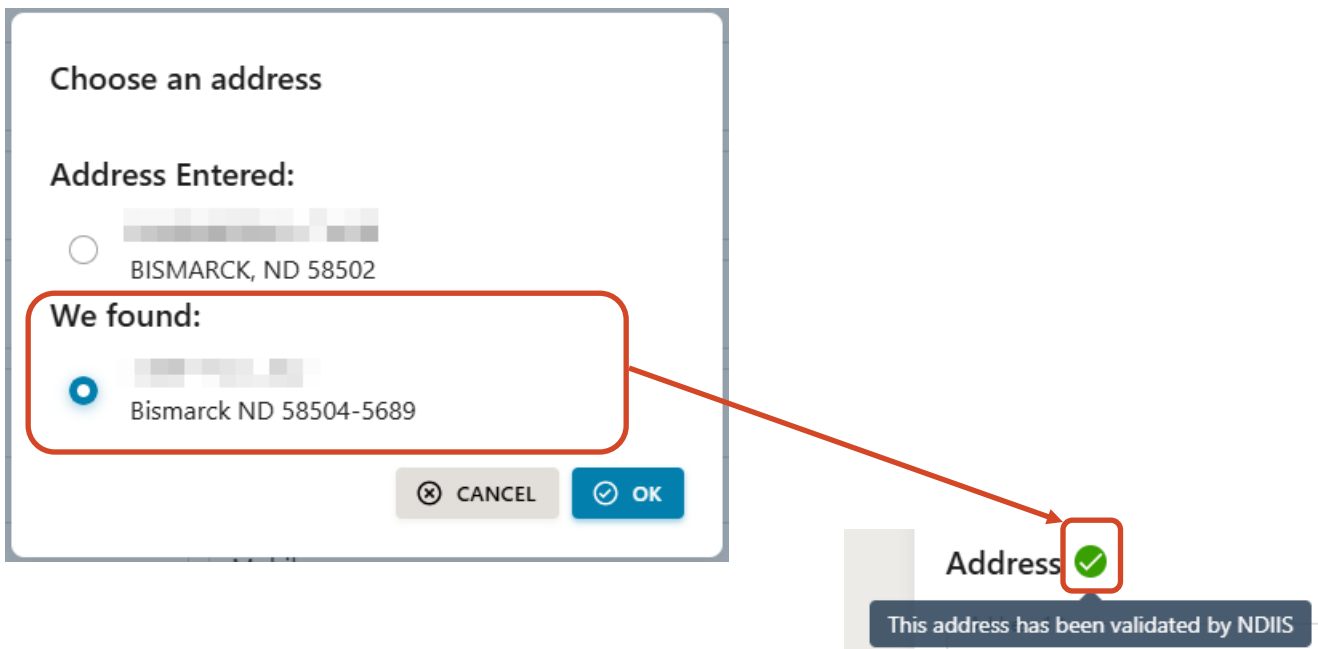 Choose an address
Address Entered:
BISMARCK, ND 58502
We found:
Bismarck ND 58504-5689
CANCEL
OK
Address
This address has been validated by NDIIS